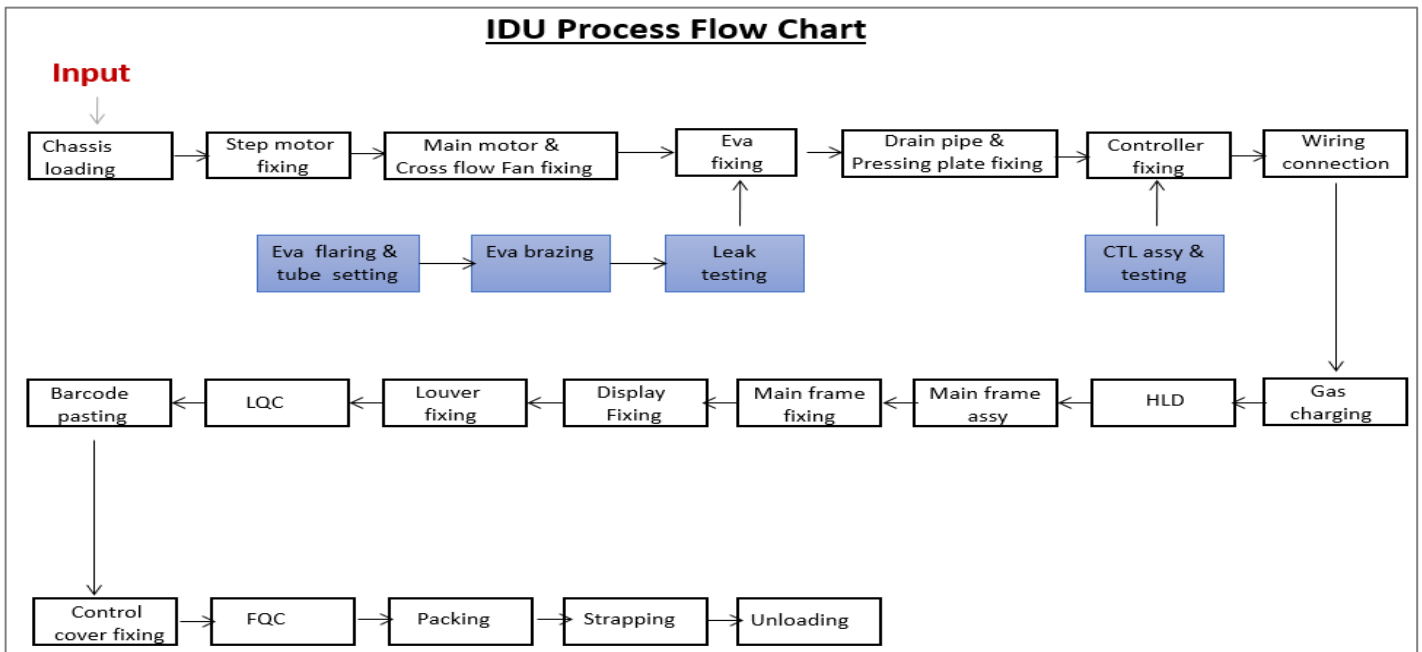 IDU Process Flow Chart
Input
Chassis
loading
Step motor
fixing
Main motor &
Cross flow Fan fixing
Eva
fixing
Drain pipe &
Pressing plate fixing
Controller
fixing
Wiring
connection
Eva flaring &
tube setting
Eva brazing
Leak
testing
CTL assy &
testing
Barcode
pasting
LQC
Louver
fixing
Display
Fixing
Main frame
fixing
Main frame
assy
HLD
Gas
charging
Control
cover fixing
FQC
Packing
Strapping
Unloading